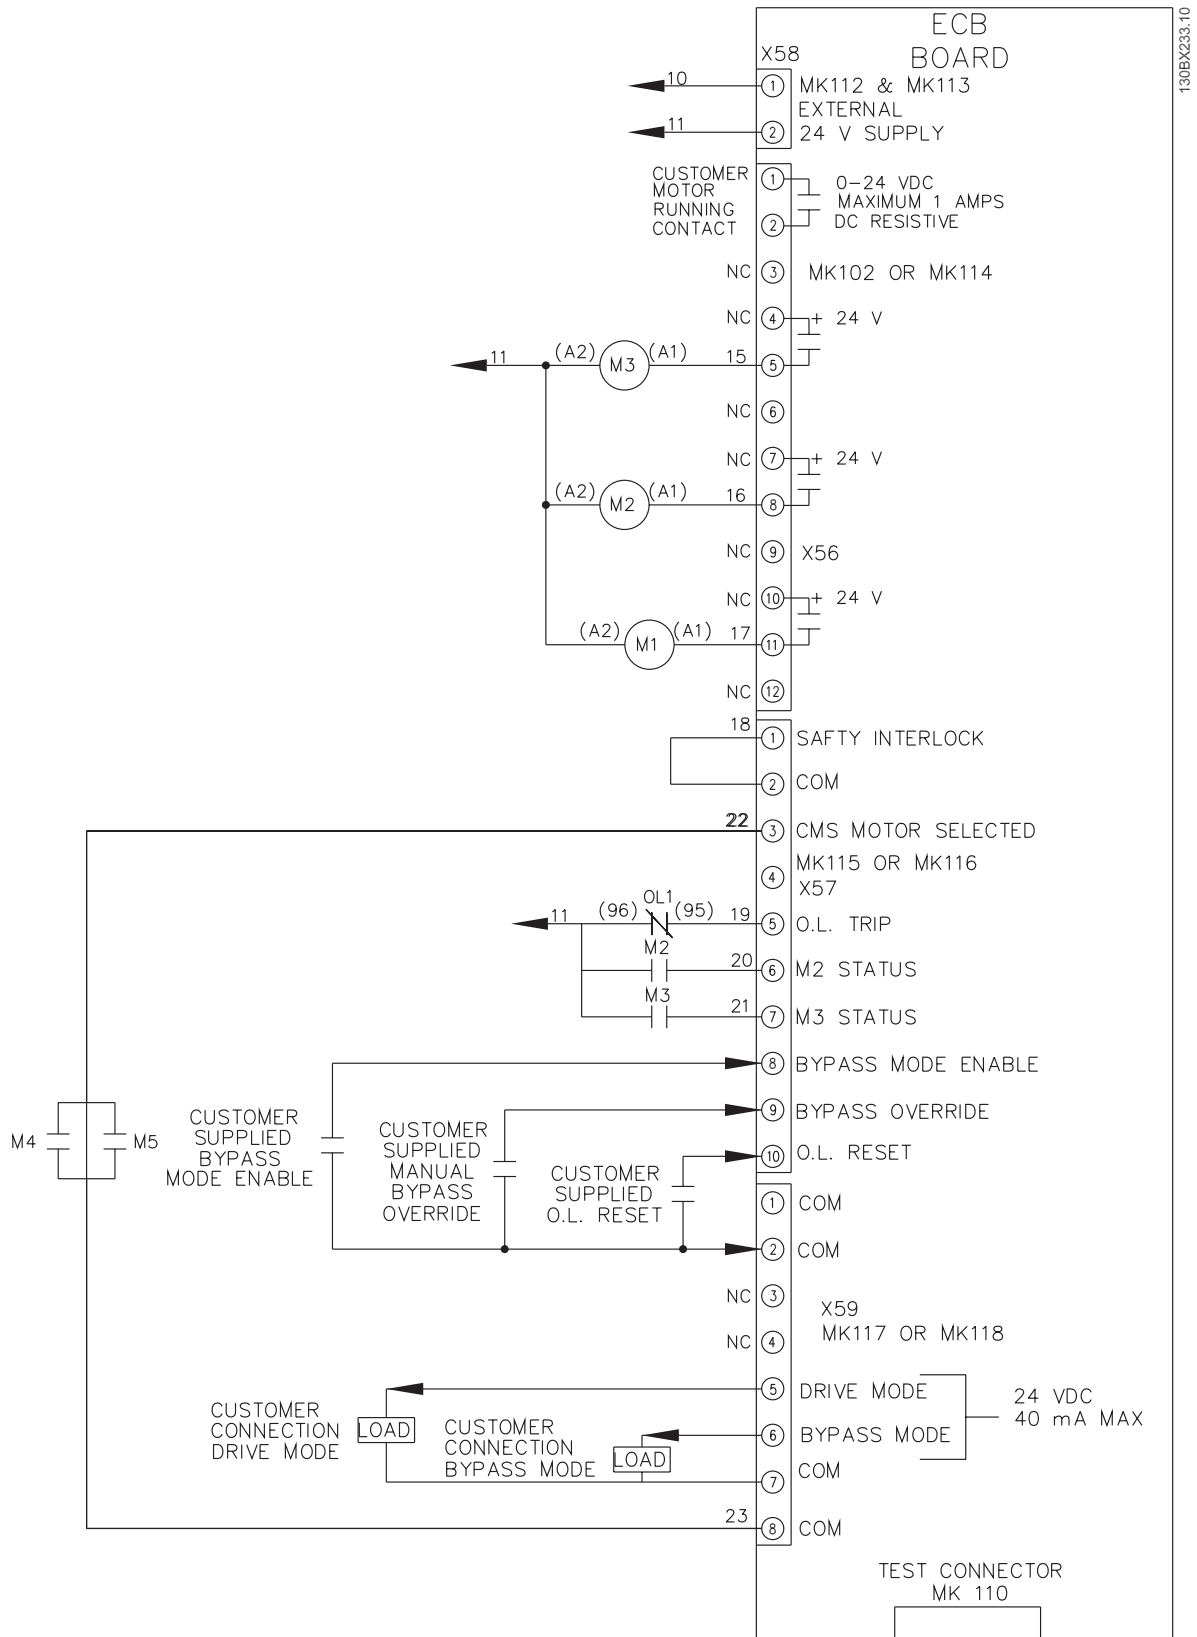 ECB
BOARD
130BX233.10
X58
10
1
MK112 & MK113
EXTERNAL
11
2
24 V SUPPLY
CUSTOMER
MOTOR
RUNNING
CONTACT
1
2
0-24 VDC
MAXIMUM 1 AMPS
DC RESISTIVE
NC
3
MK102 OR MK114
NC
4
+ 24 V
11
(A2)
M3
(A1)
15
5
NC
6
NC
7
+ 24 V
(A2)
M2
(A1)
16
8
NC
9
X56
NC
10
+ 24 V
(A2)
M1
(A1)
17
11
NC
12
18
1
SAFTY INTERLOCK
2
COM
22
3
CMS MOTOR SELECTED
4
MK115 OR MK116
X57
11
(96)
OL1
(95)
19
5
O.L. TRIP
M2
20
6
M2 STATUS
M3
21
7
M3 STATUS
8
BYPASS MODE ENABLE
9
BYPASS OVERRIDE
10
O.L. RESET
M4
M5
CUSTOMER
SUPPLIED
BYPASS
MODE ENABLE
CUSTOMER
SUPPLIED
MANUAL
BYPASS
OVERRIDE
CUSTOMER
SUPPLIED
O.L. RESET
1
COM
2
COM
NC
3
X59
MK117 OR MK118
NC
4
5
DRIVE MODE
6
BYPASS MODE
24 VDC
40 mA MAX
CUSTOMER
CONNECTION
DRIVE MODE
LOAD
CUSTOMER
CONNECTION
BYPASS MODE
LOAD
7
COM
23
8
COM
TEST CONNECTOR
MK 110